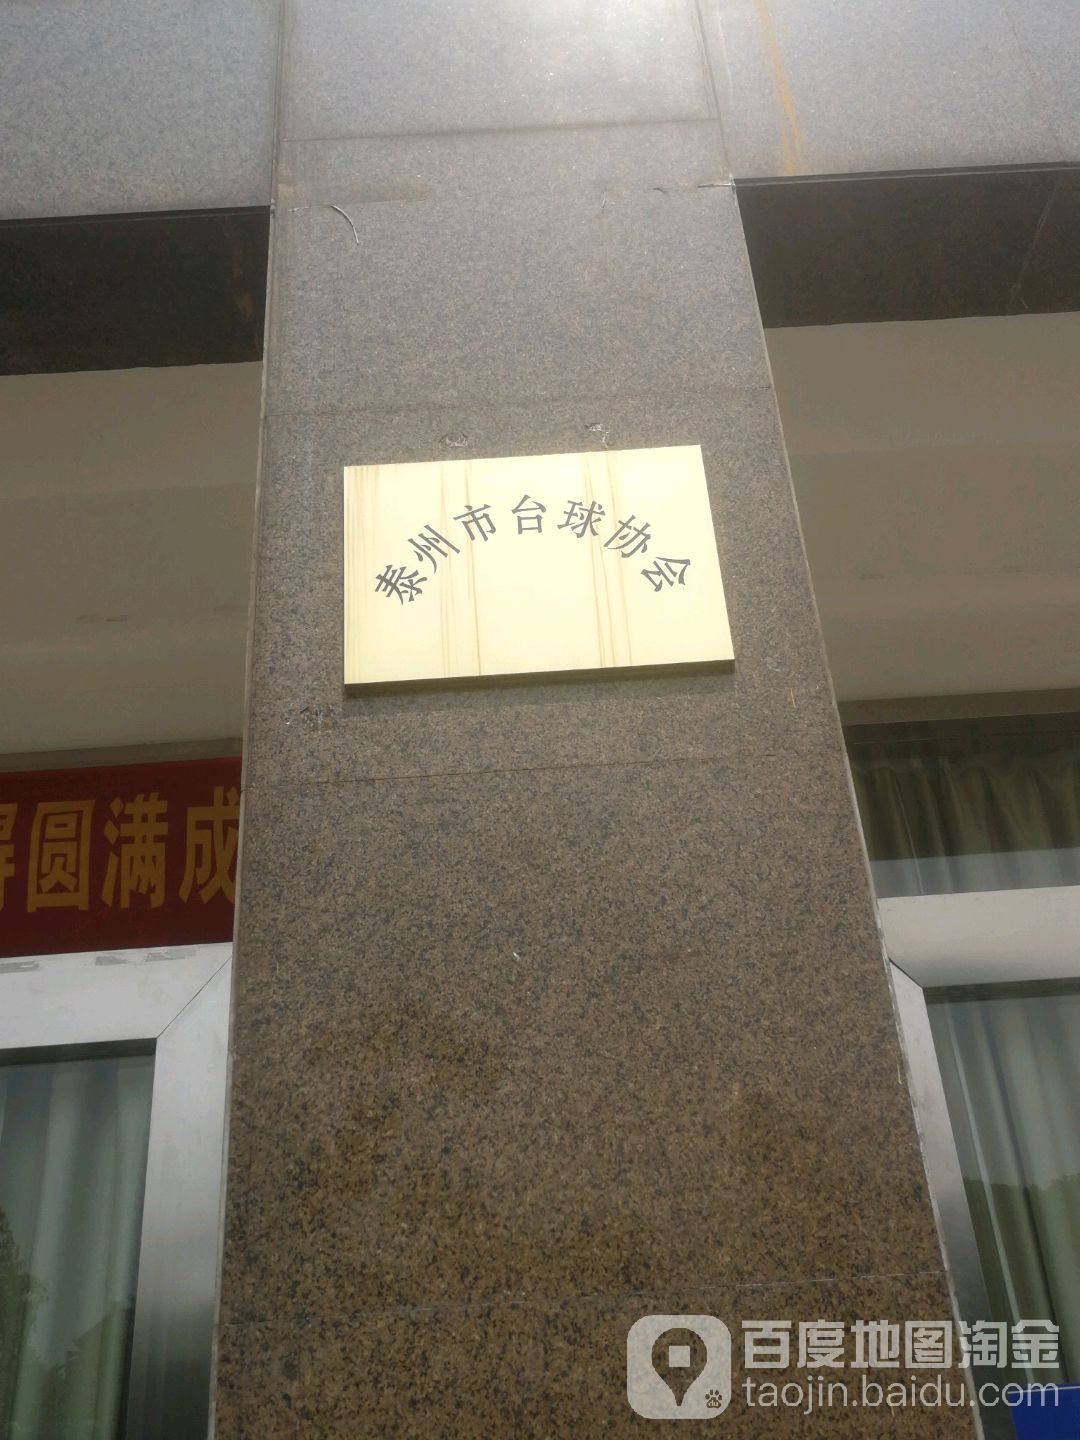 泰州市台球协会
得圆满成
百度地图淘金
taojin.baidu.com